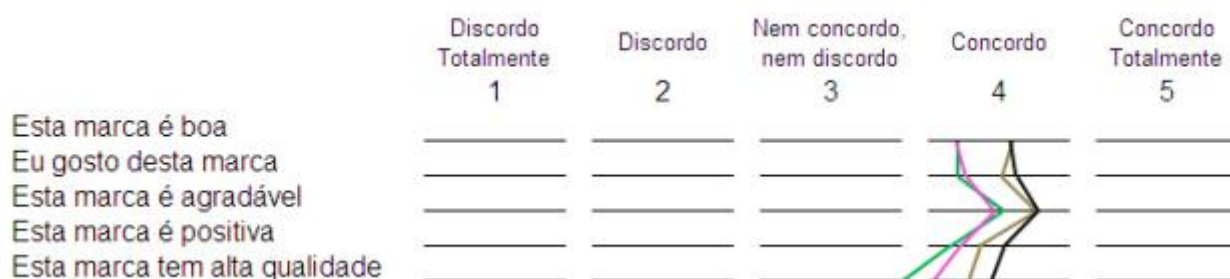 Discordo Totalmente
Discordo
Nem concordo, nem discordo
Concordo
Concordo Totalmente
1 2 3 4 5
Esta marca é boa
Eu gosto desta marca
Esta marca é agradável
Esta marca é positiva
Esta marca tem alta qualidade